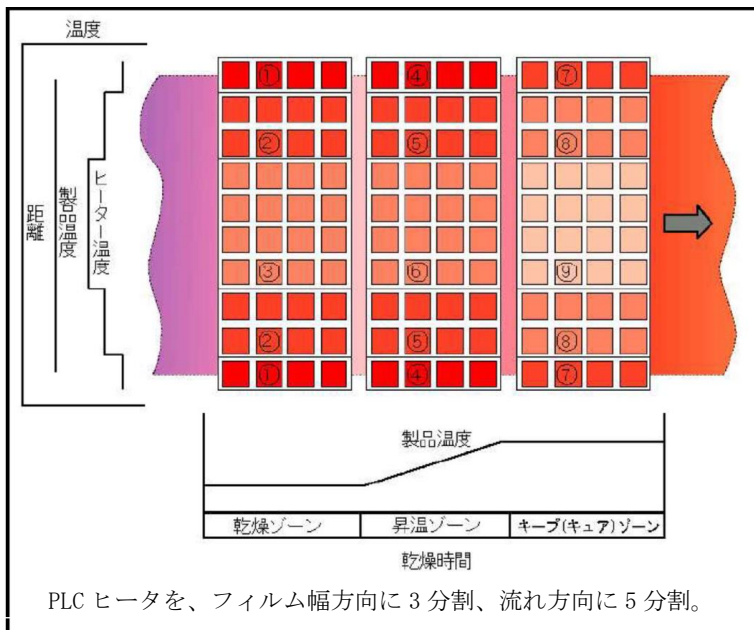 温度
① ④ ⑦
② ⑤ ⑧
③ ⑥ ⑨
② ⑤ ⑧
① ④ ⑦
距離
製品温度
ヒーター温度
製品温度
乾燥ゾーン 昇温ゾーン キープ(キュア)ゾーン
乾燥時間
PLC ヒータを、フィルム幅方向に 3 分割、流れ方向に 5 分割。